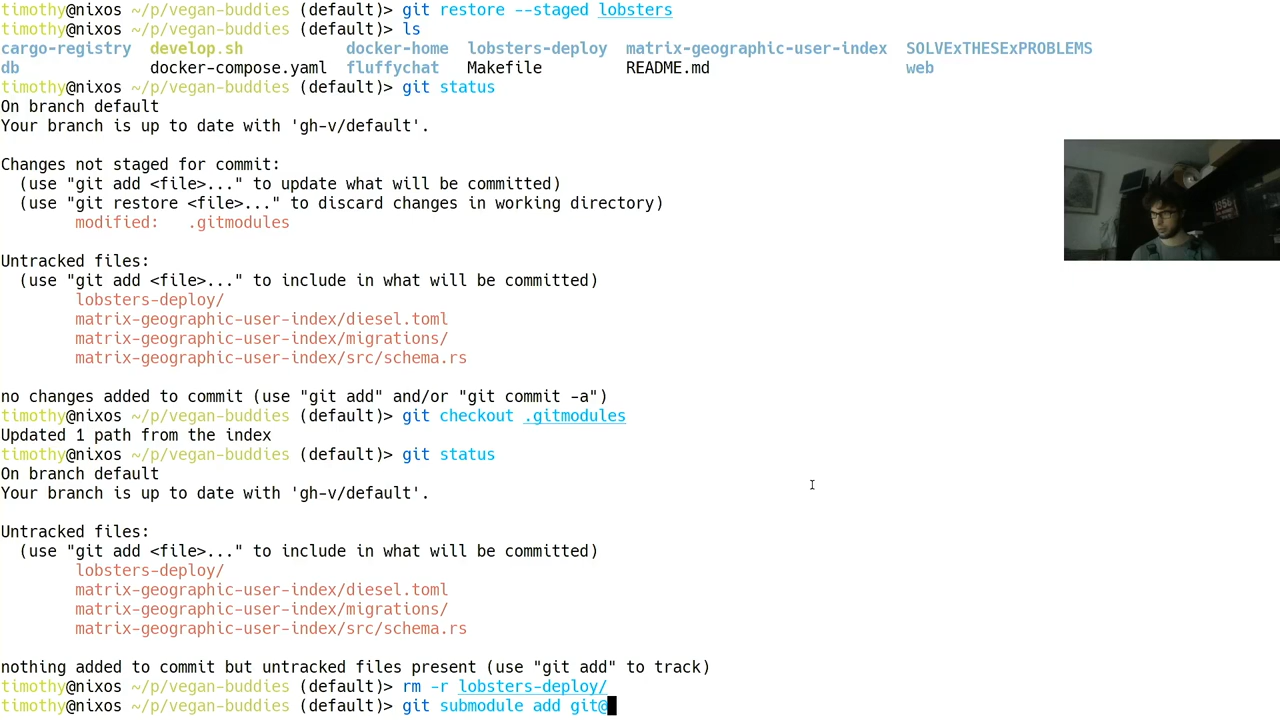 timothy@nixos ~/p/vegan-buddies (default)> git restore --staged lobsters
timothy@nixos ~/p/vegan-buddies (default)> ls
cargo-registry  develop.sh           docker-home  lobsters-deploy  matrix-geographic-user-index  SOLVExTHESExPROBLEMS
db              docker-compose.yaml  fluffychat   Makefile         README.md                     web
timothy@nixos ~/p/vegan-buddies (default)> git status
On branch default
Your branch is up to date with 'gh-v/default'.

Changes not staged for commit:
  (use "git add <file>..." to update what will be committed)
  (use "git restore <file>..." to discard changes in working directory)
        modified:   .gitmodules

Untracked files:
  (use "git add <file>..." to include in what will be committed)
        lobsters-deploy/
        matrix-geographic-user-index/diesel.toml
        matrix-geographic-user-index/migrations/
        matrix-geographic-user-index/src/schema.rs

no changes added to commit (use "git add" and/or "git commit -a")
timothy@nixos ~/p/vegan-buddies (default)> git checkout .gitmodules
Updated 1 path from the index
timothy@nixos ~/p/vegan-buddies (default)> git status
On branch default
Your branch is up to date with 'gh-v/default'.

Untracked files:
  (use "git add <file>..." to include in what will be committed)
        lobsters-deploy/
        matrix-geographic-user-index/diesel.toml
        matrix-geographic-user-index/migrations/
        matrix-geographic-user-index/src/schema.rs

nothing added to commit but untracked files present (use "git add" to track)
timothy@nixos ~/p/vegan-buddies (default)> rm -r lobsters-deploy/
timothy@nixos ~/p/vegan-buddies (default)> git submodule add git@